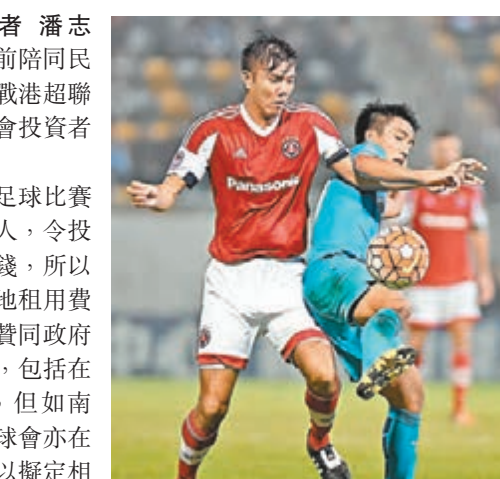 者 潘志
前陪同民
戰港超聯
會投資者
足球比賽
人，令投
錢，所以
地租用費
贊同政府
，包括在
，但如南
球會亦在
以擬定相
Panasonic